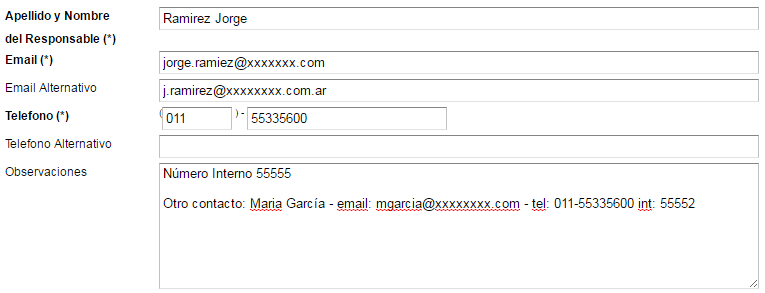 Apellido y Nombre
del Responsable (*)
Ramirez Jorge
Email (*)
jorge.ramiez@xxxxxxx.com
Email Alternativo
j.ramirez@xxxxxxxx.com.ar
Telefono (*)
( 011 ) - 55335600
Telefono Alternativo
Observaciones
Número Interno 55555
Otro contacto: Maria García - email: mgarcia@xxxxxxxx.com - tel: 011-55335600 int: 55552